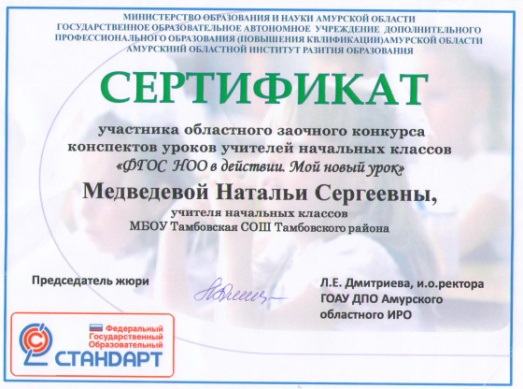 МИНИСТЕРСТВО ОБРАЗОВАНИЯ И НАУКИ АМУРСКОЙ ОБЛАСТИ
ГОСУДАРСТВЕННОЕ ОБРАЗОВАТЕЛЬНОЕ АВТОНОМНОЕ УЧРЕЖДЕНИЕ ДОПОЛНИТЕЛЬНОГО
ПРОФЕССИОНАЛЬНОГО ОБРАЗОВАНИЯ (ПОВЫШЕНИЯ КВЛИФИКАЦИИ)АМУРСКОЙ ОБЛАСТИ
АМУРСКИИЙ ОБЛАСТНОЙ ИНСТИТУТ РАЗИТИЯ ОБРАЗОВАНИЯ
СЕРТИФИКАТ
участника областного заочного конкурса
конспектов уроков учителей начальных классов
«ФГОС НОО в действии. Мой новый урок»
Медведевой Натальи Сергеевны,
учителя начальных классов
МБОУ Тамбовская СОШ Тамбовского района
Председатель жюри
Л.Е. Дмитриева, и.о.ректора
ГОАУ ДПО Амурского
областного ИРО
Федеральный
Государственный
Образовательный
СТАНДАРТ